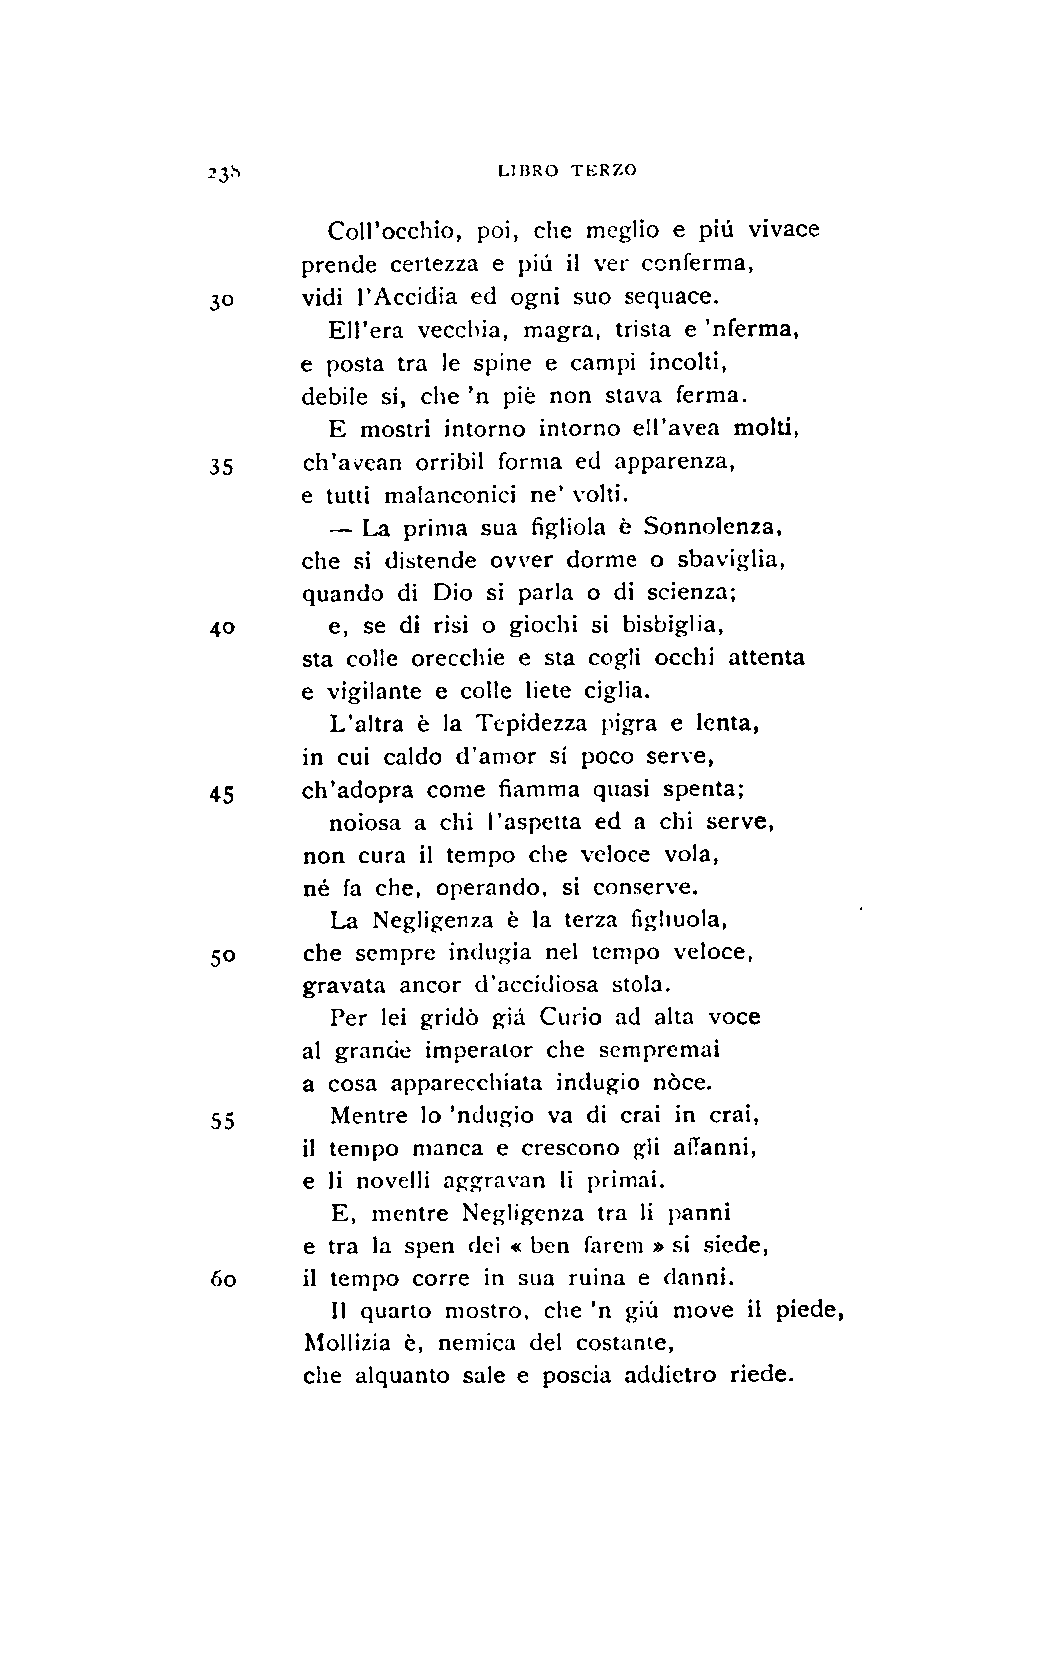 238 LIBRO TERZO
Coll'occhio, poi, che meglio e piú vivace
prende certezza e piú il ver conferma,
30 vidi l'Accidia ed ogni suo sequace.
Ell'era vecchia, magra, trista e 'nferma,
e posta tra le spine e campi incolti,
debile sí, che 'n piè non stava ferma.
E mostri intorno intorno ell'avea molti,
35 ch'avean orribil forma ed apparenza,
e tutti malanconici ne' volti.
— La prima sua figliola è Sonnolenza,
che si distende ovver dorme o sbaviglia,
quando di Dio si parla o di scienza;
40 e, se di risi o giochi si bisbiglia,
sta colle orecchie e sta cogli occhi attenta
e vigilante e colle liete ciglia.
L'altra è la Tepidezza pigra e lenta,
in cui caldo d'amor sí poco serve,
45 ch'adopra come fiamma quasi spenta;
noiosa a chi l'aspetta ed a chi serve,
non cura il tempo che veloce vola,
né fa che, operando, si conserve.
La Negligenza è la terza figliuola,
50 che sempre indugia nel tempo veloce,
gravata ancor d'accidiosa stola.
Per lei gridò giá Curio ad alta voce
al grande imperator che sempremai
a cosa apparecchiata indugio nòce.
55 Mentre lo 'ndugio va di crai in crai,
il tempo manca e crescono gli affanni,
e li novelli aggravan li primai.
E, mentre Negligenza tra li panni
e tra la spen dei « ben farem » si siede,
60 il tempo corre in sua ruina e danni.
Il quarto mostro, che 'n giú move il piede,
Mollizia è, nemica del costante,
che alquanto sale e poscia addietro riede.